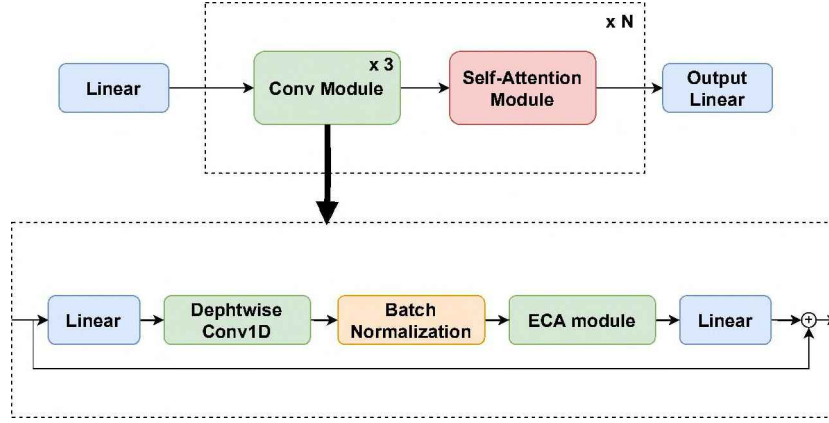 x N
Linear
x 3
Conv Module
Self-Attention
Module
Output
Linear
Linear
Dephtwise
Conv1D
Batch
Normalization
ECA module
Linear
+